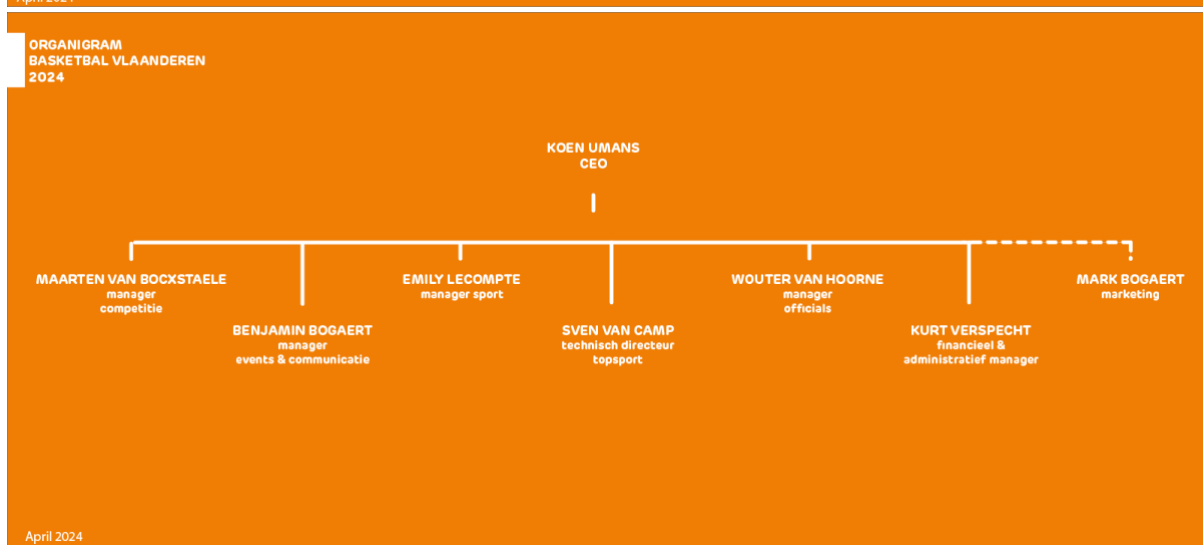 April 2024
ORGANIGRAM
BASKETBAL VLAANDEREN
2024
KOEN UMANS
CEO
MAARTEN VAN BOCXSTAELE
manager
competitie
BENJAMIN BOGAERT
manager
events & communicatie
EMILY LECOMPTE
manager sport
SVEN VAN CAMP
technisch directeur
topsport
WOUTER VAN HOORNE
manager
officials
KURT VERSPECHT
financieel &
administratief manager
MARK BOGAERT
marketing
April 2024